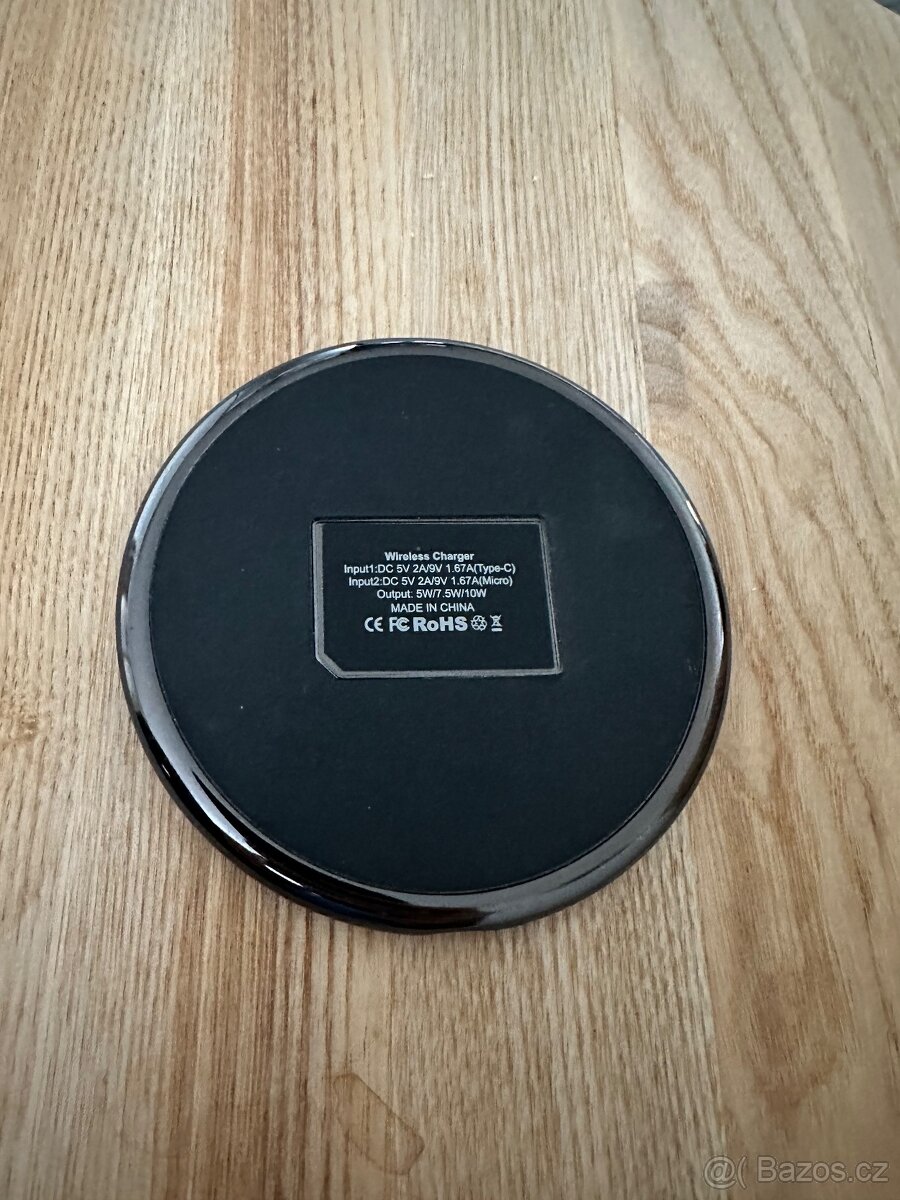 Wireless Charger
Input1:DC 5V 2A/9V 1.67A(Type-C)
Input2:DC 5V 2A/9V 1.67A(Micro)
Output: 5W/7.5W/10W
MADE IN CHINA
CE FC RoHS
@( Bazos.cz